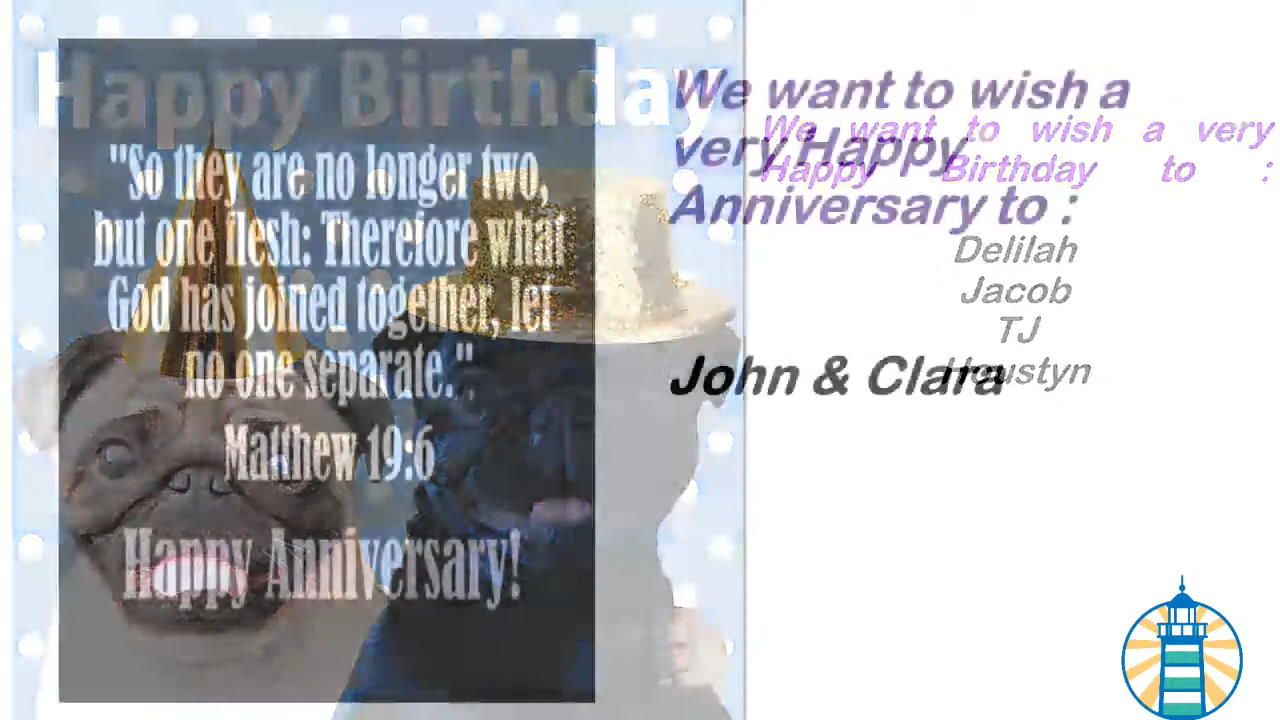 Happy Birthday
"So they are no longer two,
but one flesh: Therefore what
God has joined together, let
no one separate."
Matthew 19:6
Happy Anniversary!
We want to wish a
very Happy
Anniversary to :
John & Clara
We want to wish a very
Happy Birthday to :
Delilah
Jacob
TJ
Houstyn